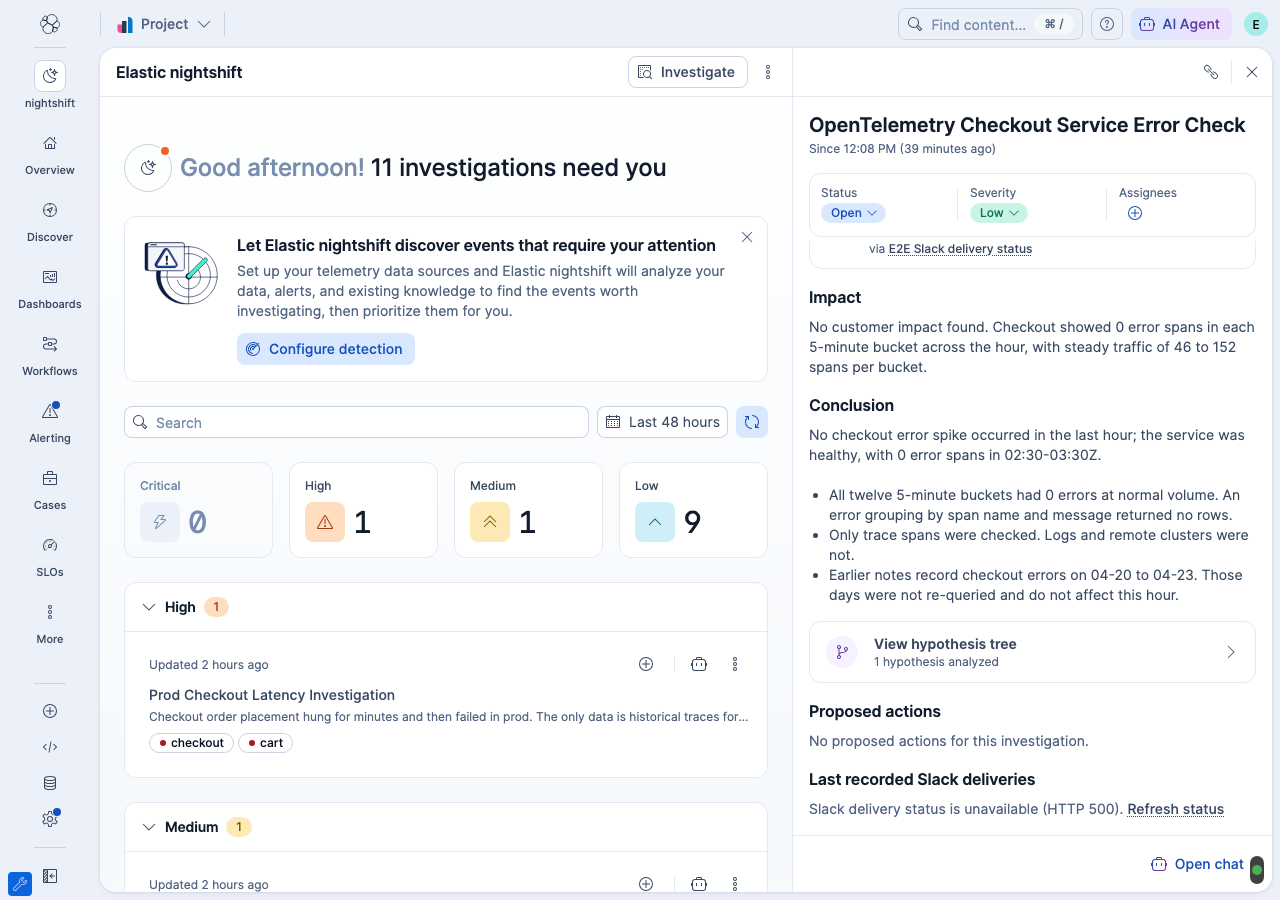 Project
Find content...
⌘ /
AI Agent
E
nightshift
Overview
Discover
Dashboards
Workflows
Alerting
Cases
SLOs
More
Elastic nightshift
Investigate
Good afternoon! 11 investigations need you
Let Elastic nightshift discover events that require your attention
Set up your telemetry data sources and Elastic nightshift will analyze your
data, alerts, and existing knowledge to find the events worth
investigating, then prioritize them for you.
Configure detection
Search
Last 48 hours
Critical
0
High
1
Medium
1
Low
9
High 1
Updated 2 hours ago
Prod Checkout Latency Investigation
Checkout order placement hung for minutes and then failed in prod. The only data is historical traces for...
checkout
cart
Medium 1
Updated 2 hours ago
OpenTelemetry Checkout Service Error Check
Since 12:08 PM (39 minutes ago)
Status
Open
Severity
Low
Assignees
via E2E Slack delivery status
Impact
No customer impact found. Checkout showed 0 error spans in each
5-minute bucket across the hour, with steady traffic of 46 to 152
spans per bucket.
Conclusion
No checkout error spike occurred in the last hour; the service was
healthy, with 0 error spans in 02:30-03:30Z.
• All twelve 5-minute buckets had 0 errors at normal volume. An
error grouping by span name and message returned no rows.
• Only trace spans were checked. Logs and remote clusters were
not.
• Earlier notes record checkout errors on 04-20 to 04-23. Those
days were not re-queried and do not affect this hour.
View hypothesis tree
1 hypothesis analyzed
Proposed actions
No proposed actions for this investigation.
Last recorded Slack deliveries
Slack delivery status is unavailable (HTTP 500). Refresh status
Open chat